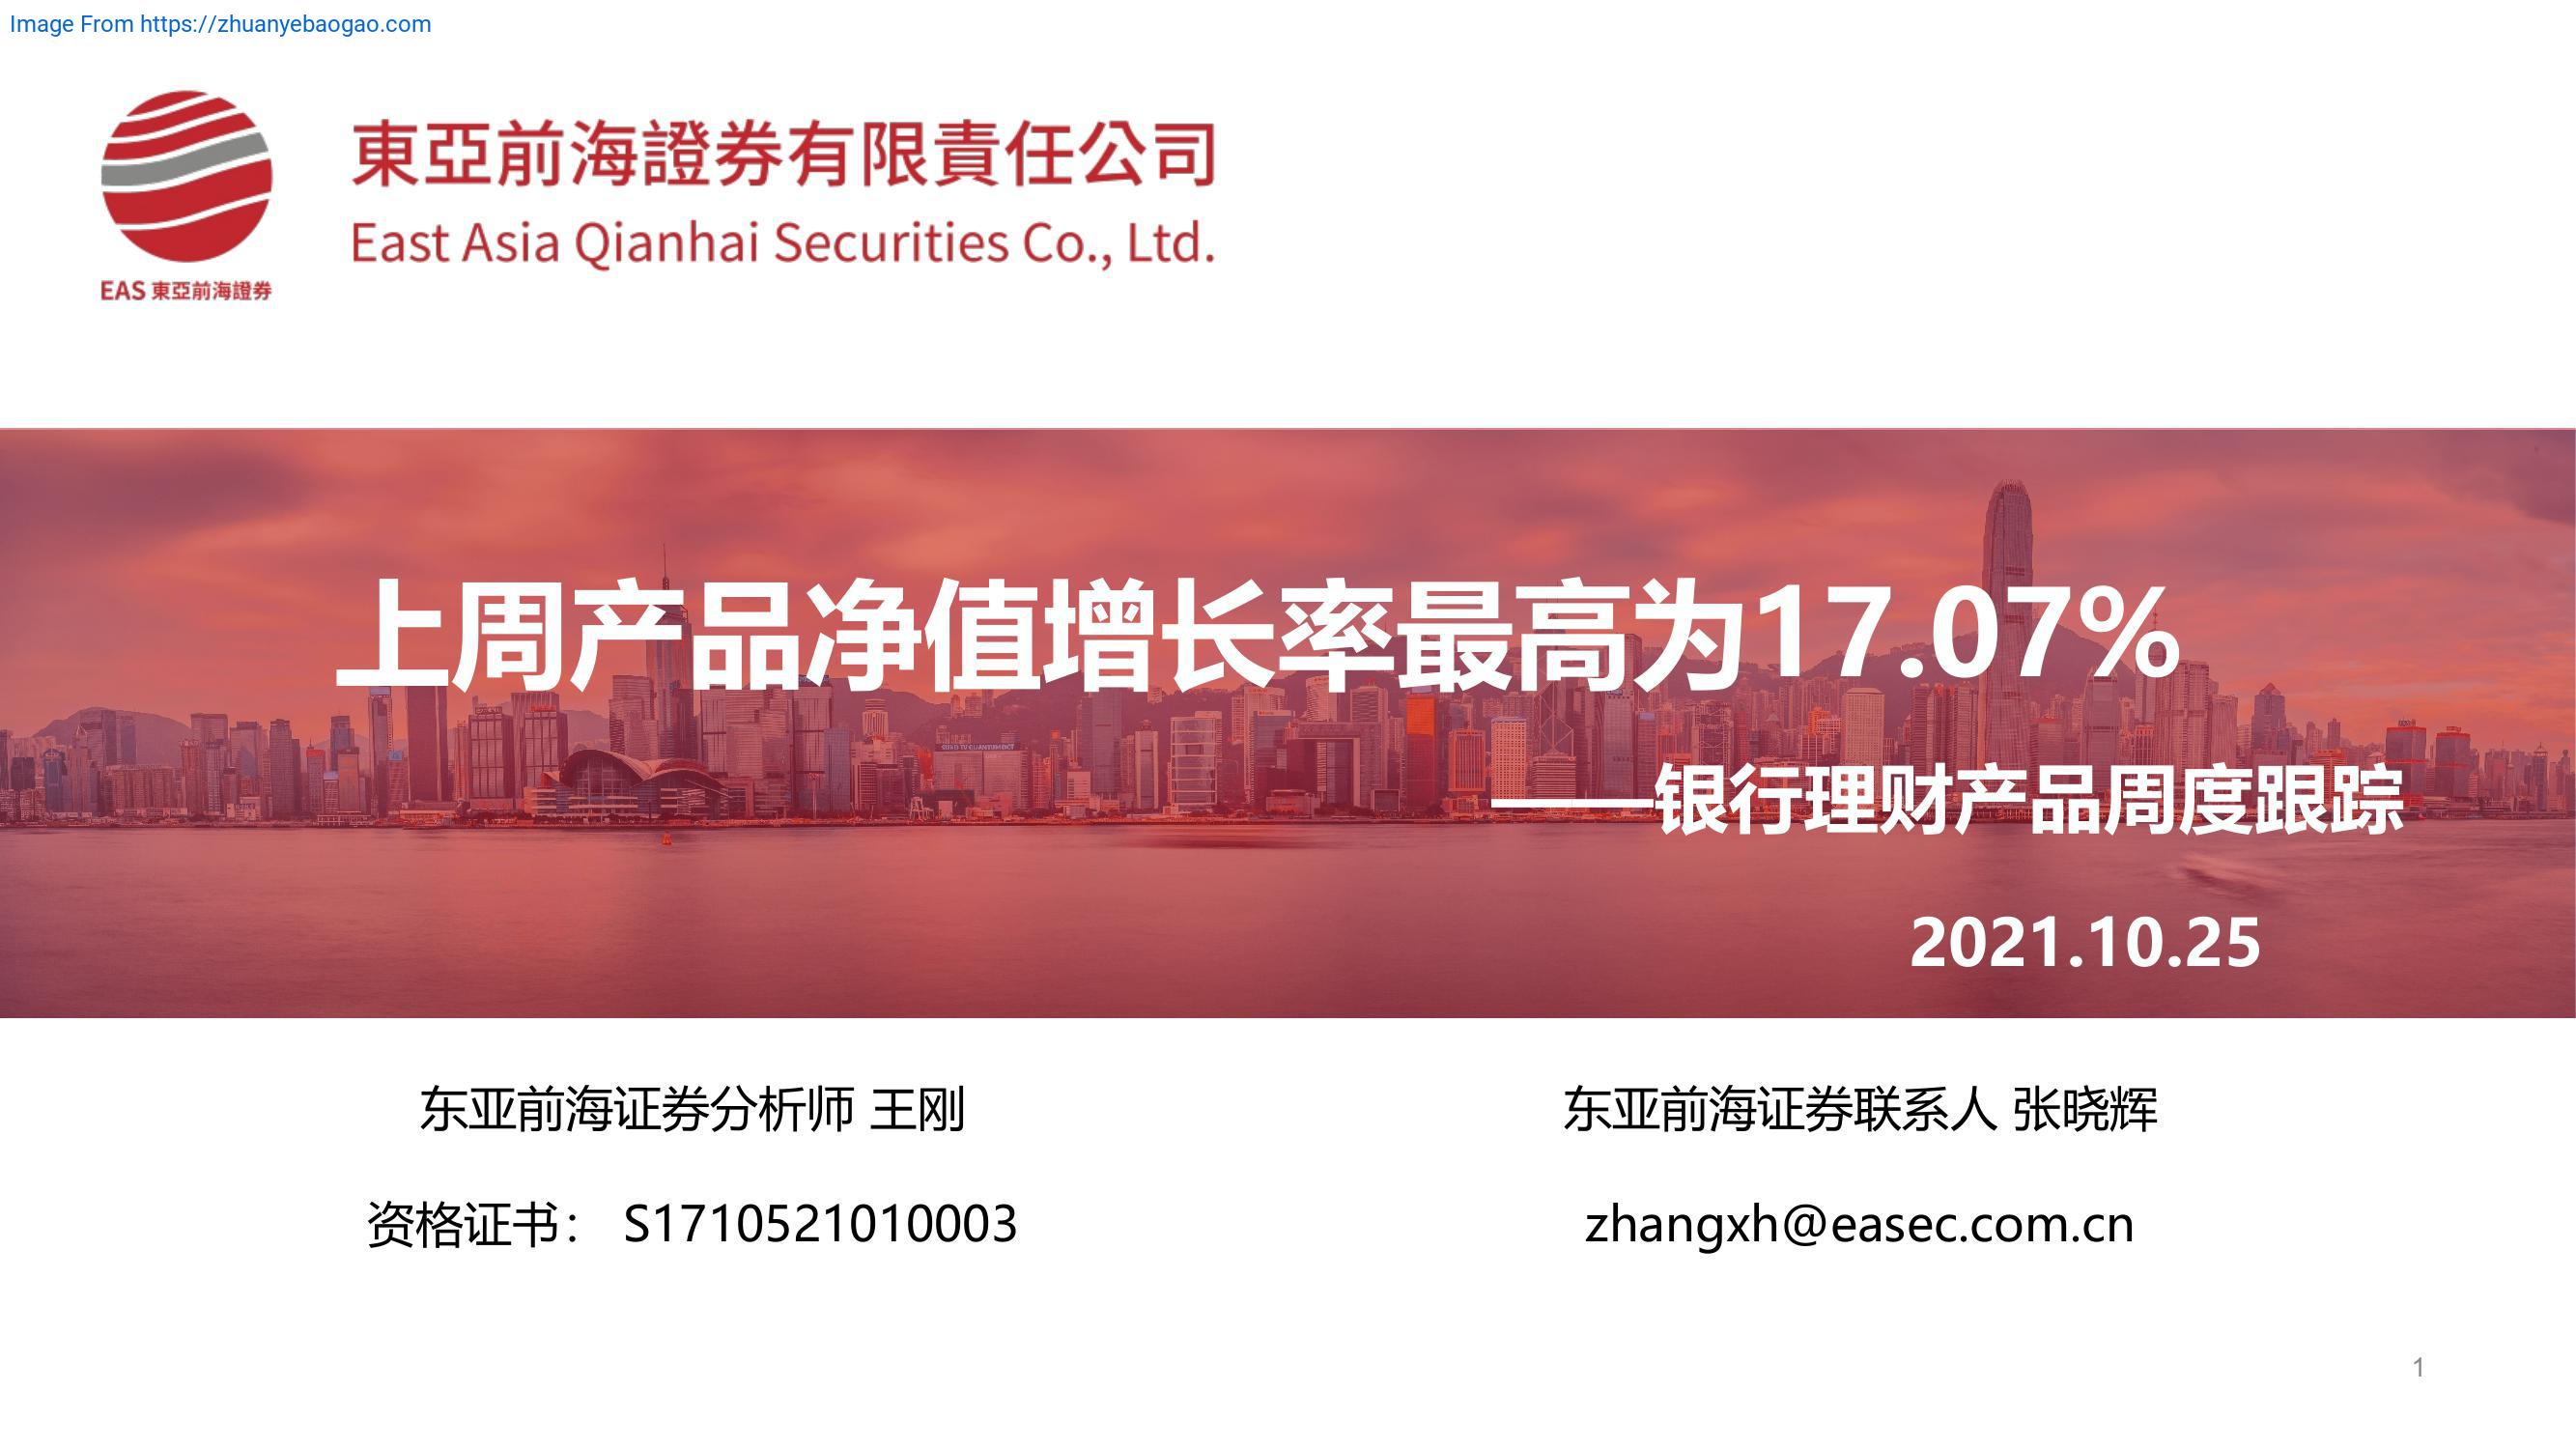 Image From https://zhuanyebaogao.com
東亞前海證券有限責任公司
East Asia Qianhai Securities Co., Ltd.
EAS 東亞前海證券
上周产品净值增长率最高为17.07%
——银行理财产品周度跟踪
2021.10.25
东亚前海证券分析师 王刚
东亚前海证券联系人 张晓辉
资格证书： S1710521010003
zhangxh@easec.com.cn
1